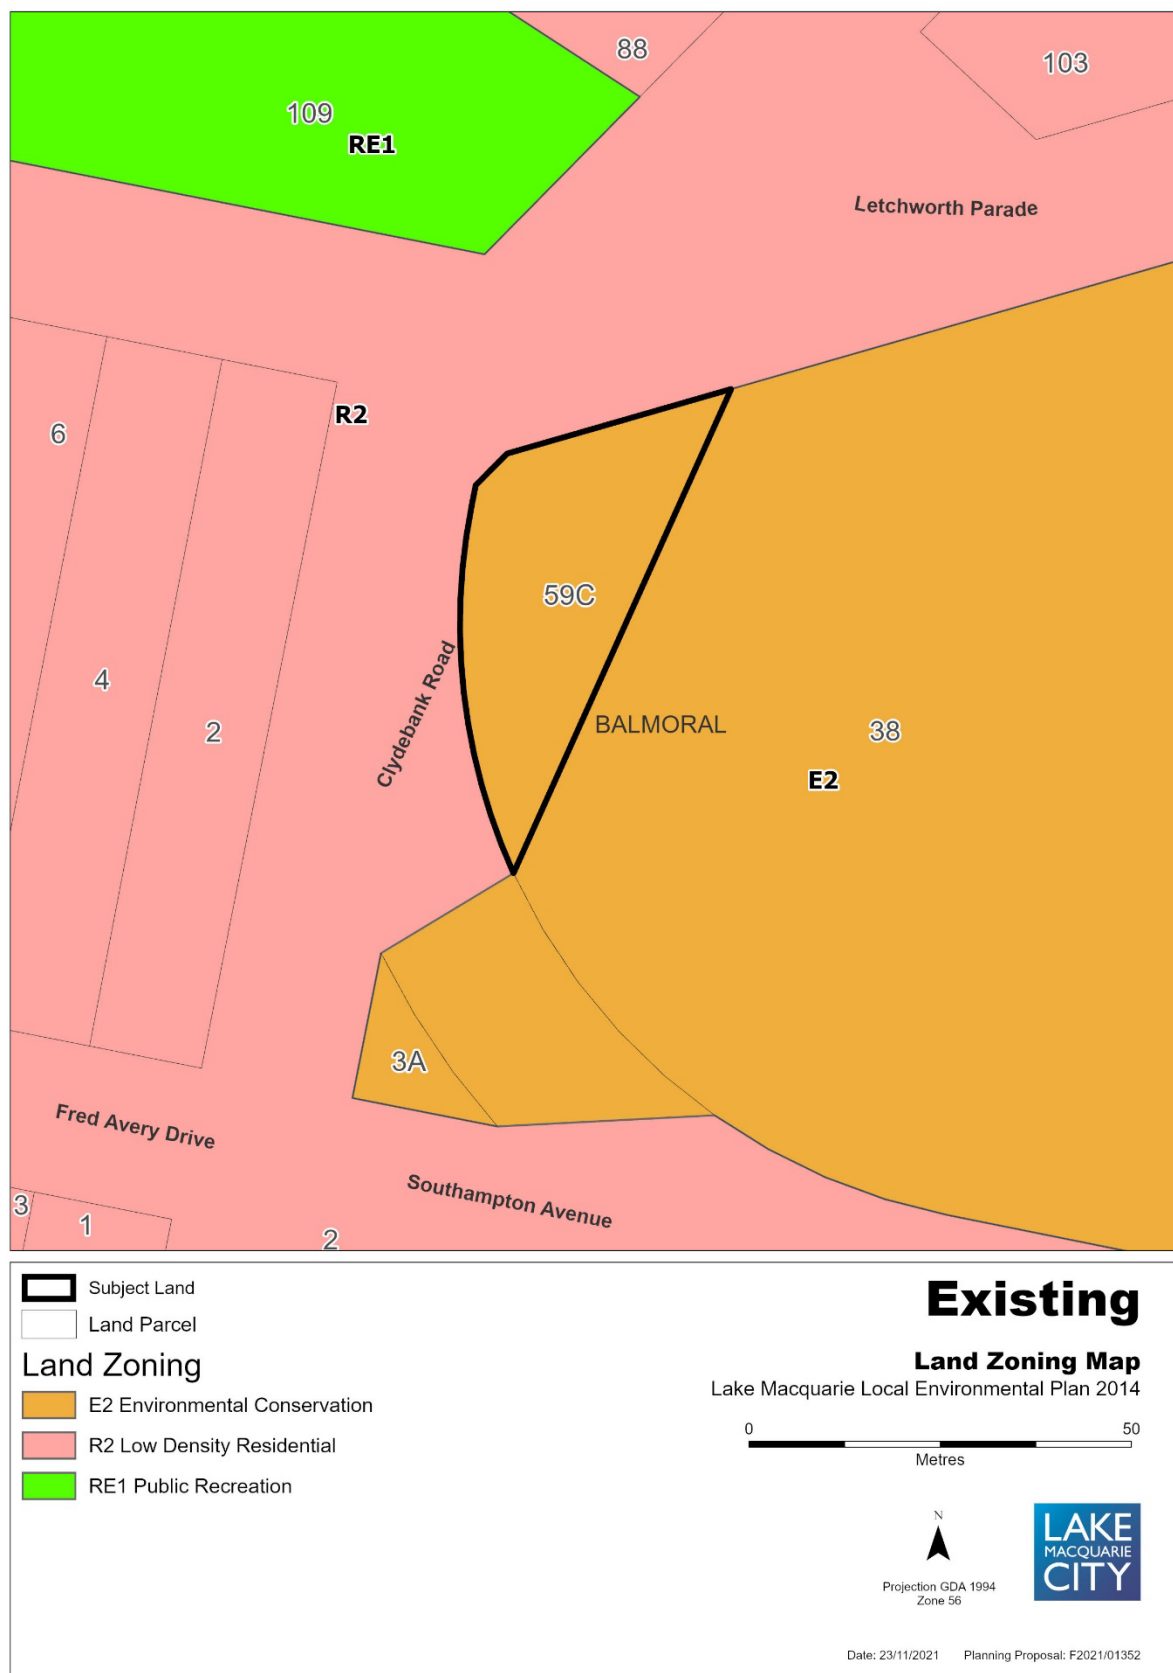 88
103
109
RE1
Letchworth Parade
R2
6
59C
Clydebank Road
4
BALMORAL
2
38
E2
3A
Fred Avery Drive
Southampton Avenue
3
1
2
Subject Land
Land Parcel
Land Zoning
E2 Environmental Conservation
R2 Low Density Residential
RE1 Public Recreation
Existing
Land Zoning Map
Lake Macquarie Local Environmental Plan 2014
0 50
Metres
N
Projection GDA 1994
Zone 56
LAKE
MACQUARIE
CITY
Date: 23/11/2021 Planning Proposal: F2021/01352